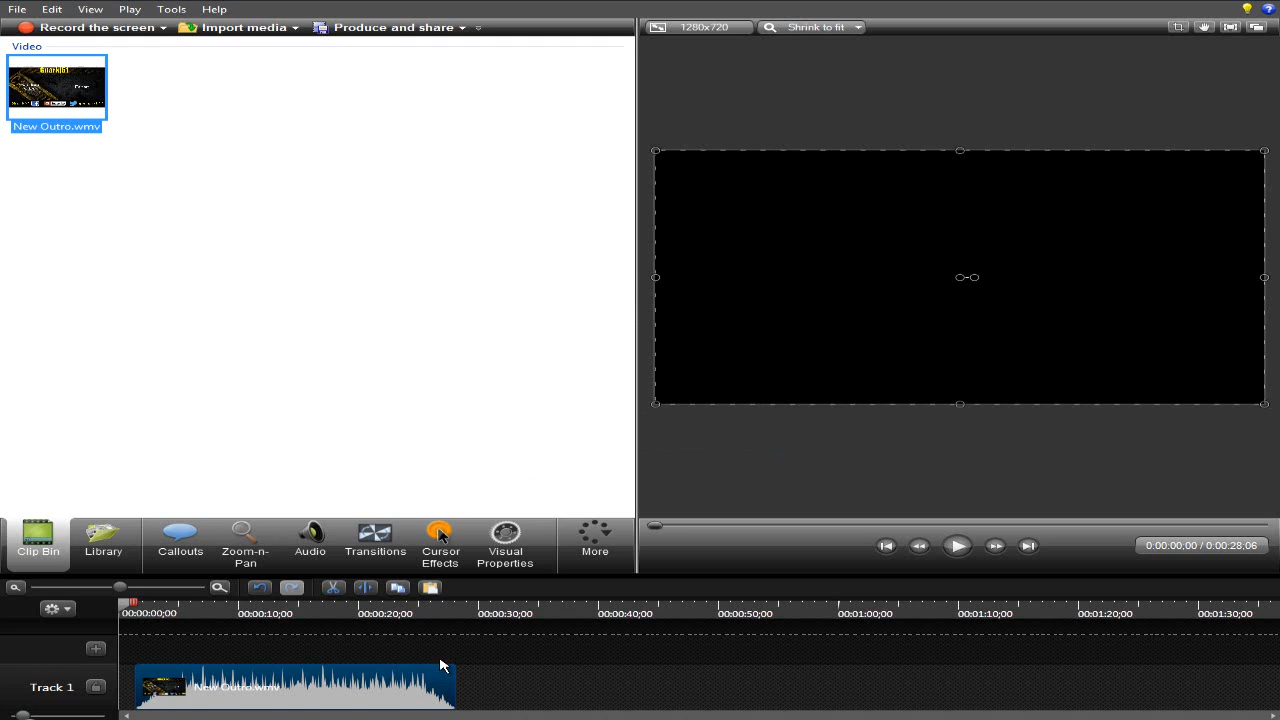 File Edit View Play Tools Help
Record the screen Import media Produce and share
1280x720 Shrink to fit
Video
New Outro.wmv
Clip Bin Library Callouts Zoom-n-Pan Audio Transitions Cursor Effects Visual Properties More
0:00:00;00 / 0:00:28;06
00:00:00;00 00:00:10;00 00:00:20;00 00:00:30;00 00:00:40;00 00:00:50;00 00:01:00;00 00:01:10;00 00:01:20;00 00:01:30;00
Track 1 New Outro.wmv